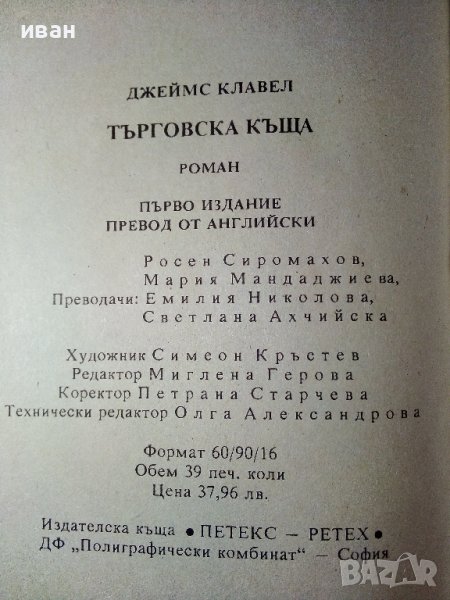 иван
ДЖЕЙМС КЛАВЕЛ
ТЪРГОВСКА КЪЩА
РОМАН
ПЪРВО ИЗДАНИЕ
ПРЕВОД ОТ АНГЛИЙСКИ
Росен Сиромахов,
Мария Мандаджиева,
Преводачи: Емилия Николова,
Светлана Ахчийска
Художник Симеон Кръстев
Редактор Миглена Герова
Коректор Петрана Старчева
Технически редактор Олга Александрова
Формат 60/90/16
Обем 39 печ. коли
Цена 37,96 лв.
Издателска къща • ПЕТЕКС — PETEX •
ДФ „Полиграфически комбинат“ — София
BAZAR